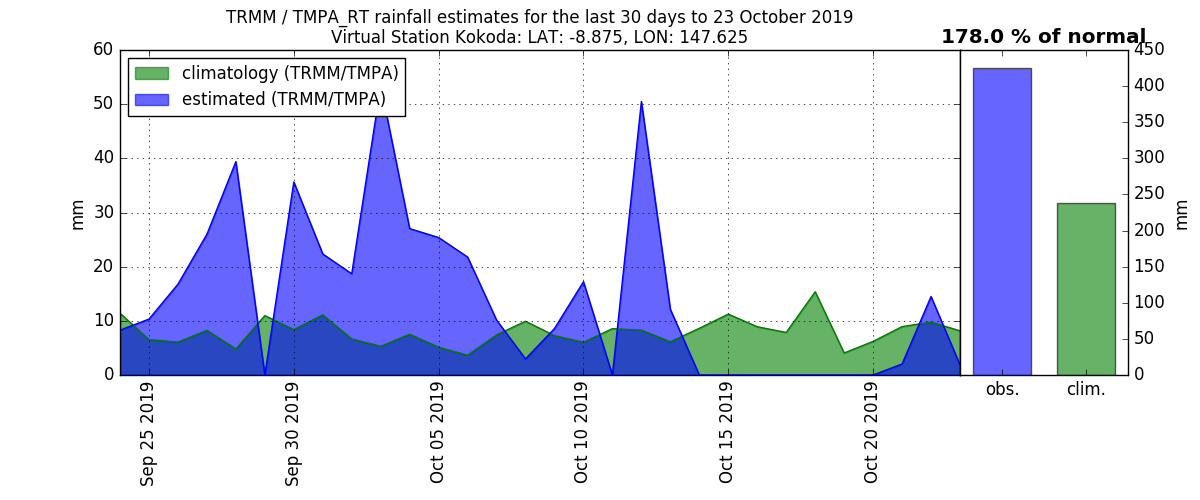 TRMM / TMPA_RT rainfall estimates for the last 30 days to 23 October 2019
Virtual Station Kokoda: LAT: -8.875, LON: 147.625
178.0 % of normal
climatology (TRMM/TMPA)
estimated (TRMM/TMPA)
60
50
40
30
20
10
0
mm
Sep 25 2019
Sep 30 2019
Oct 05 2019
Oct 10 2019
Oct 15 2019
Oct 20 2019
obs.
clim.
450
400
350
300
250
200
150
100
50
0
mm